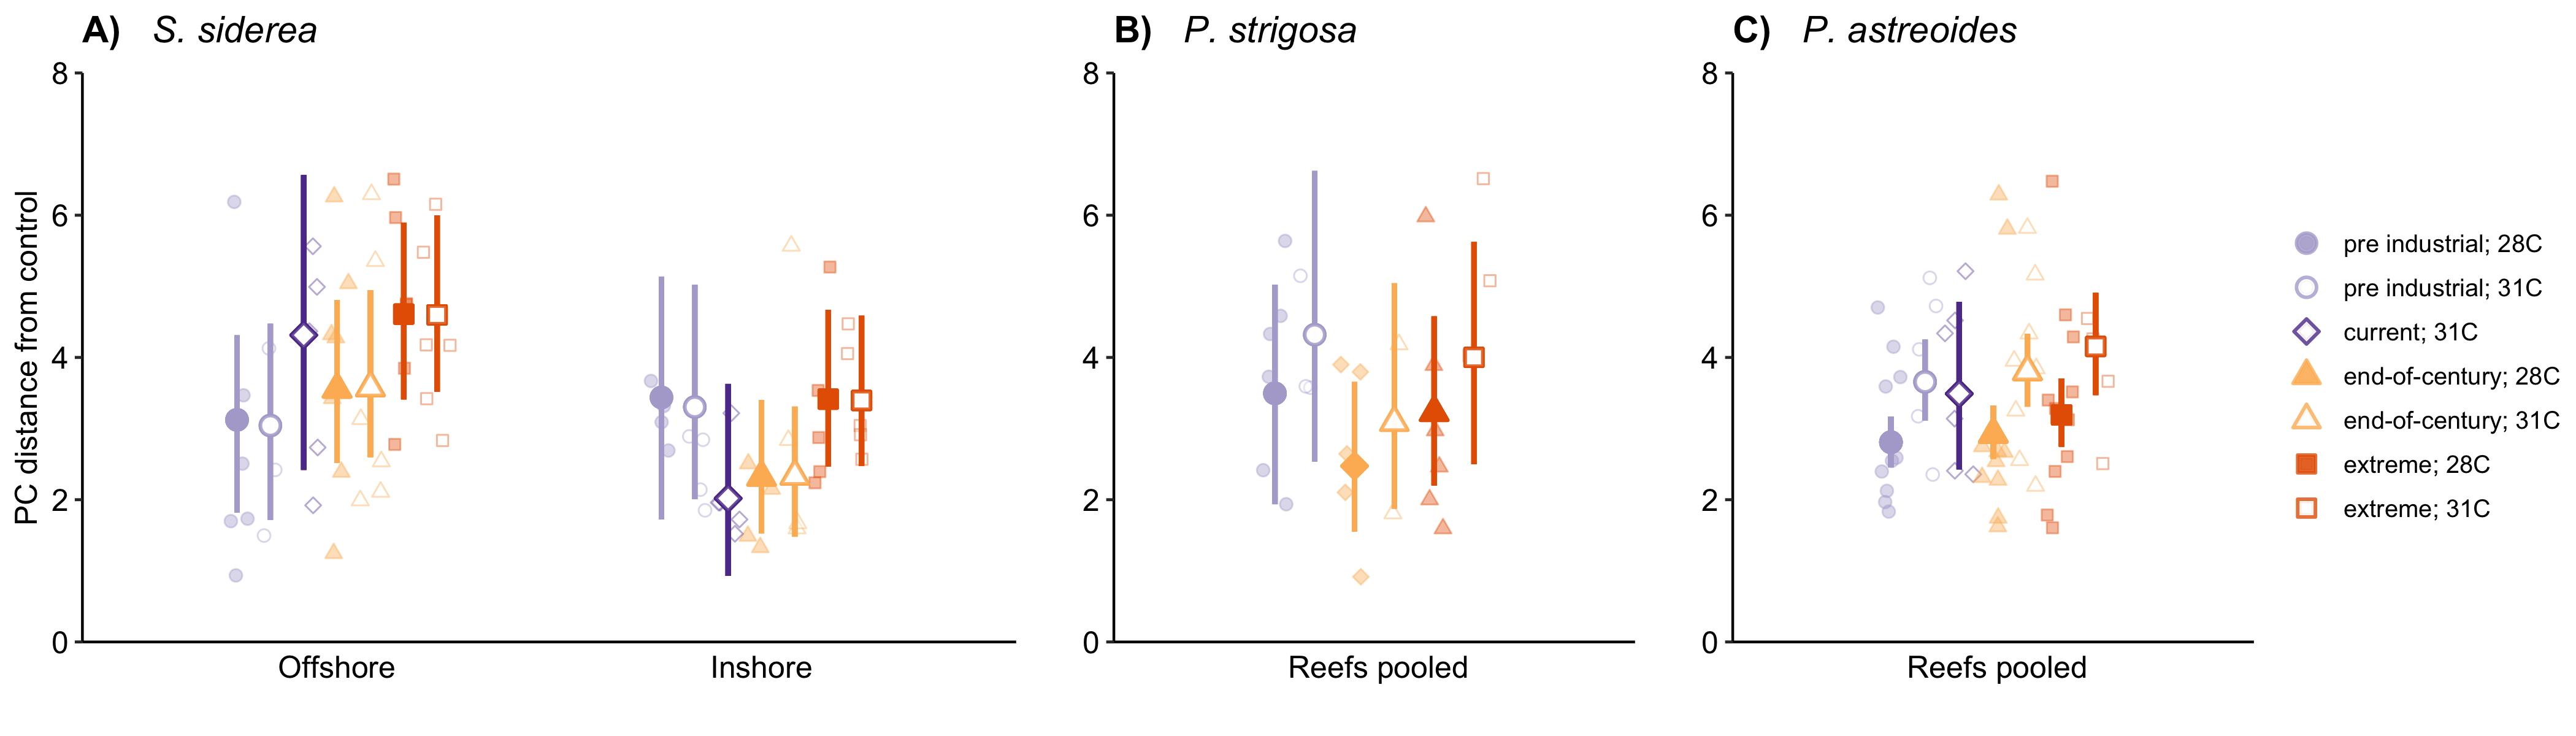 A) S. siderea
B) P. strigosa
C) P. astreoides
PC distance from control
8
6
4
2
0
Offshore
Inshore
8
6
4
2
0
Reefs pooled
8
6
4
2
0
Reefs pooled
pre industrial; 28C
pre industrial; 31C
current; 31C
end-of-century; 28C
end-of-century; 31C
extreme; 28C
extreme; 31C